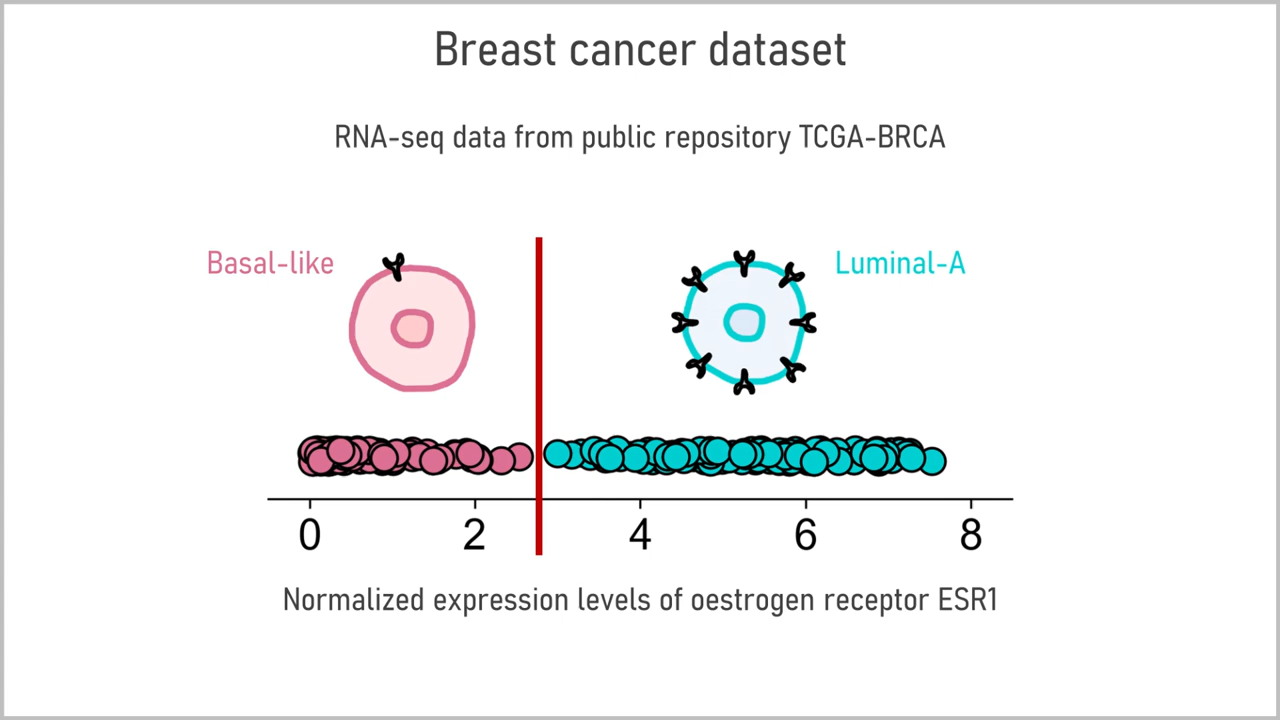 Breast cancer dataset
RNA-seq data from public repository TCGA-BRCA
Basal-like
Luminal-A
0 2 4 6 8
Normalized expression levels of oestrogen receptor ESR1